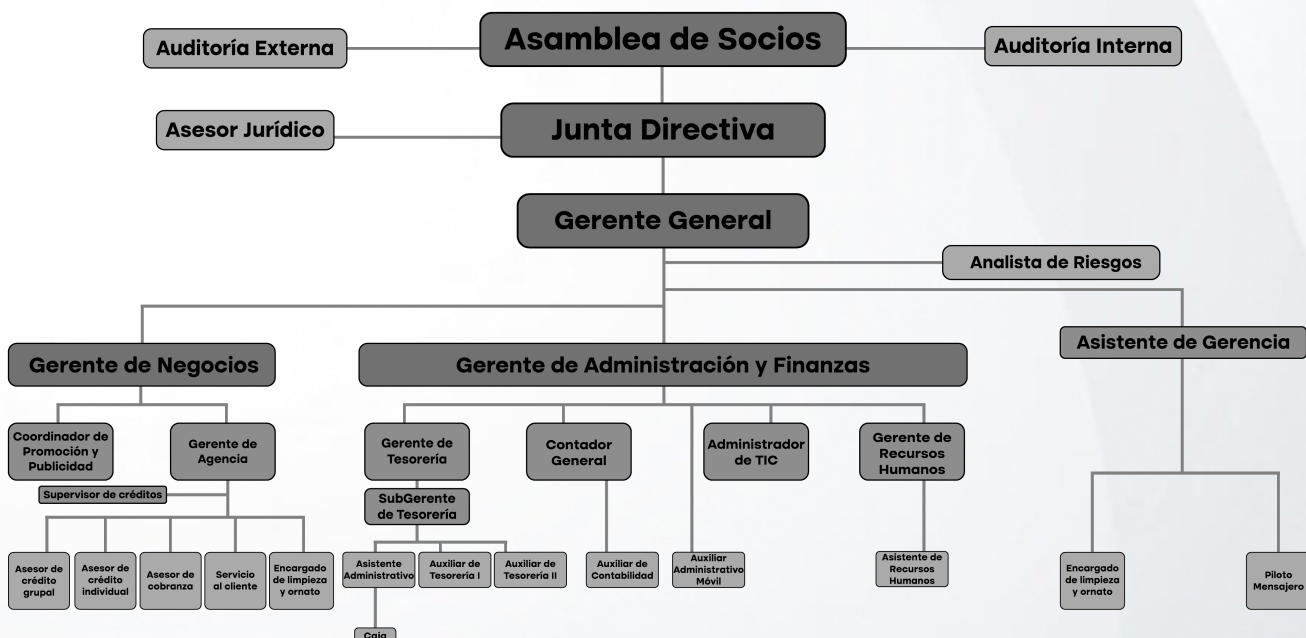 Asamblea de Socios
Auditoría Externa
Auditoría Interna
Junta Directiva
Asesor Jurídico
Gerente General
Analista de Riesgos
Asistente de Gerencia
Gerente de Negocios
Gerente de Administración y Finanzas
Coordinador de
Promoción y
Publicidad
Gerente de
Agencia
Gerente de
Tesorería
Contador
General
Administrador
de TIC
Gerente de
Recursos
Humanos
Supervisor de créditos
SubGerente
de Tesorería
Asesor de
crédito
grupal
Asesor de
crédito
individual
Asesor de
cobranza
Servicio
al cliente
Encargado
de limpieza
y ornato
Asistente
Administrativo
Auxiliar de
Tesorería I
Auxiliar de
Tesorería II
Auxiliar de
Contabilidad
Auxiliar
Administrativo
Móvil
Asistente de
Recursos
Humanos
Encargado
de limpieza
y ornato
Piloto
Mensajero
Caja